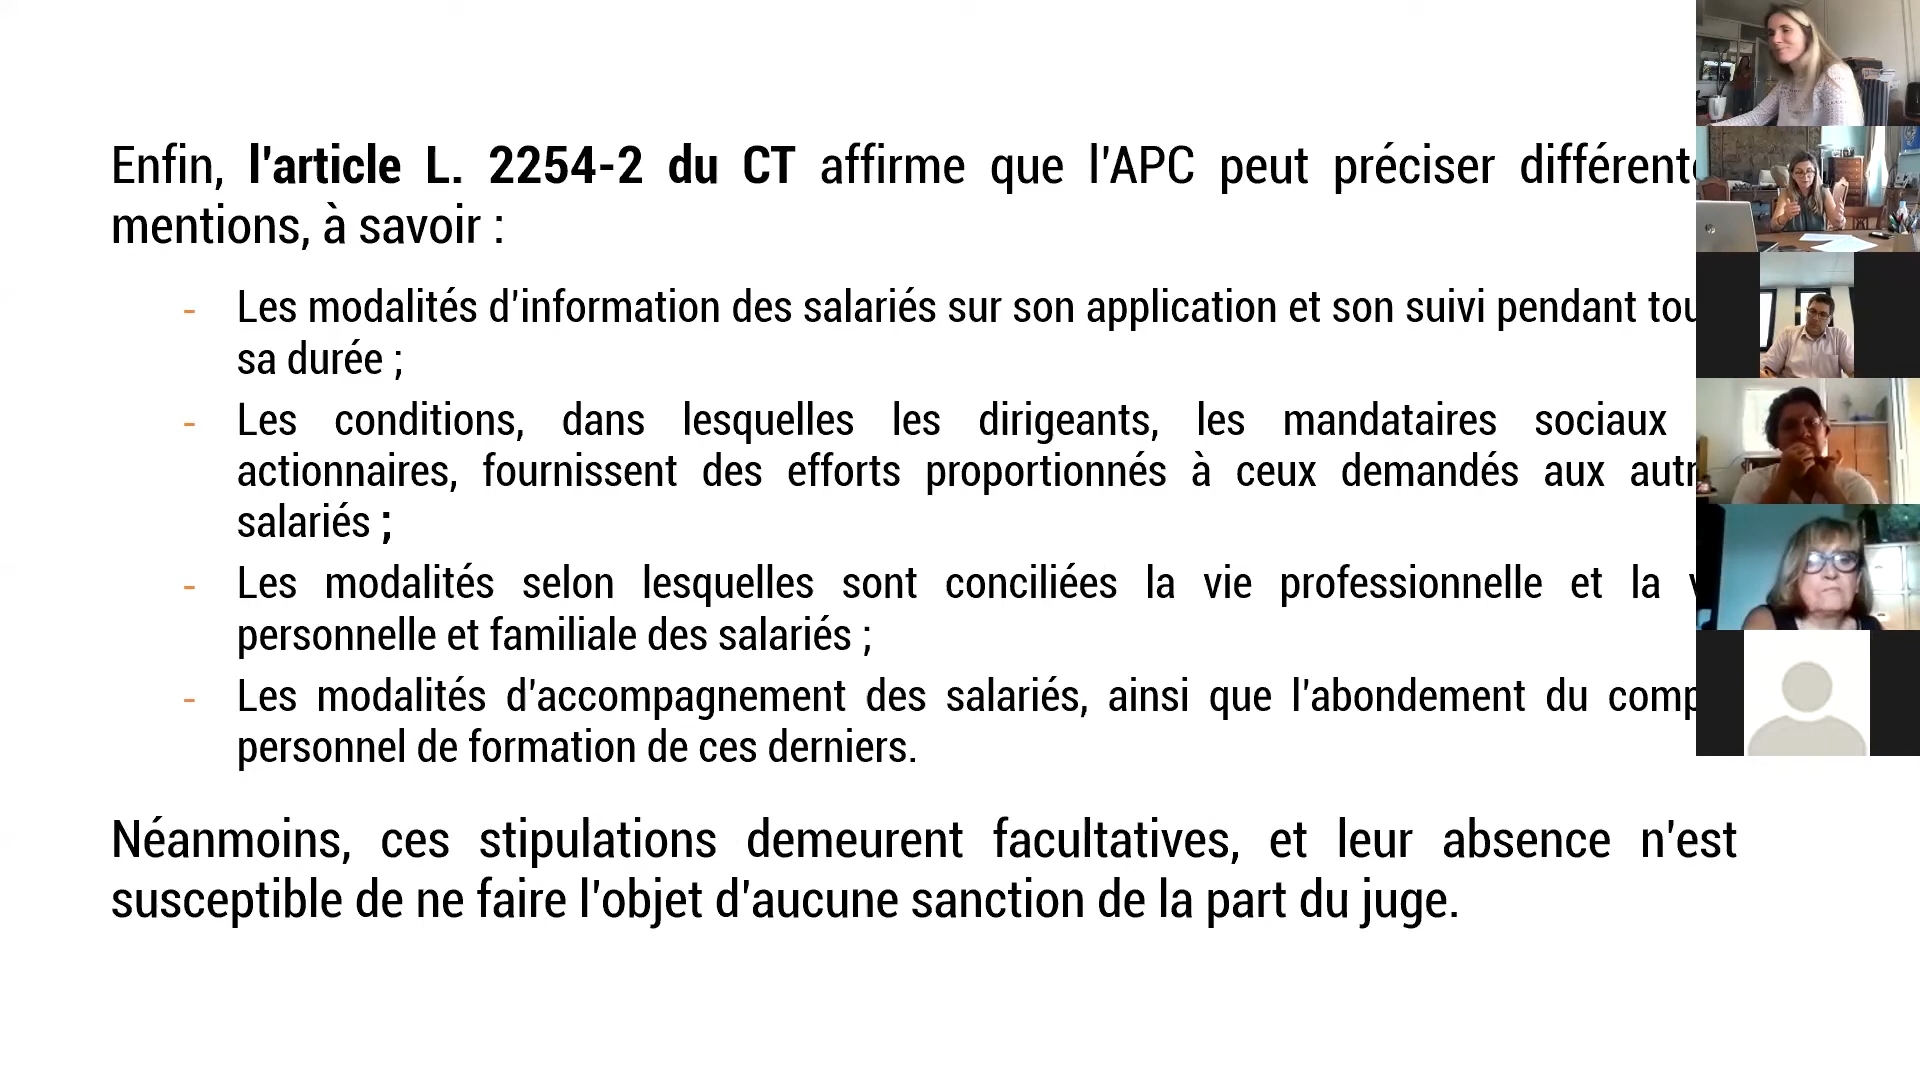 Enfin, l'article L. 2254-2 du CT affirme que l'APC peut préciser différent
mentions, à savoir :
- Les modalités d'information des salariés sur son application et son suivi pendant
sa durée ;
- Les conditions, dans lesquelles les dirigeants, les mandataires sociaux
actionnaires, fournissent des efforts proportionnés à ceux demandés aux
salariés ;
- Les modalités selon lesquelles sont conciliées la vie professionnelle et la
personnelle et familiale des salariés ;
- Les modalités d'accompagnement des salariés, ainsi que l'abondement du
personnel de formation de ces derniers.
Néanmoins, ces stipulations demeurent facultatives, et leur absence n'est
susceptible de ne faire l'objet d'aucune sanction de la part du juge.